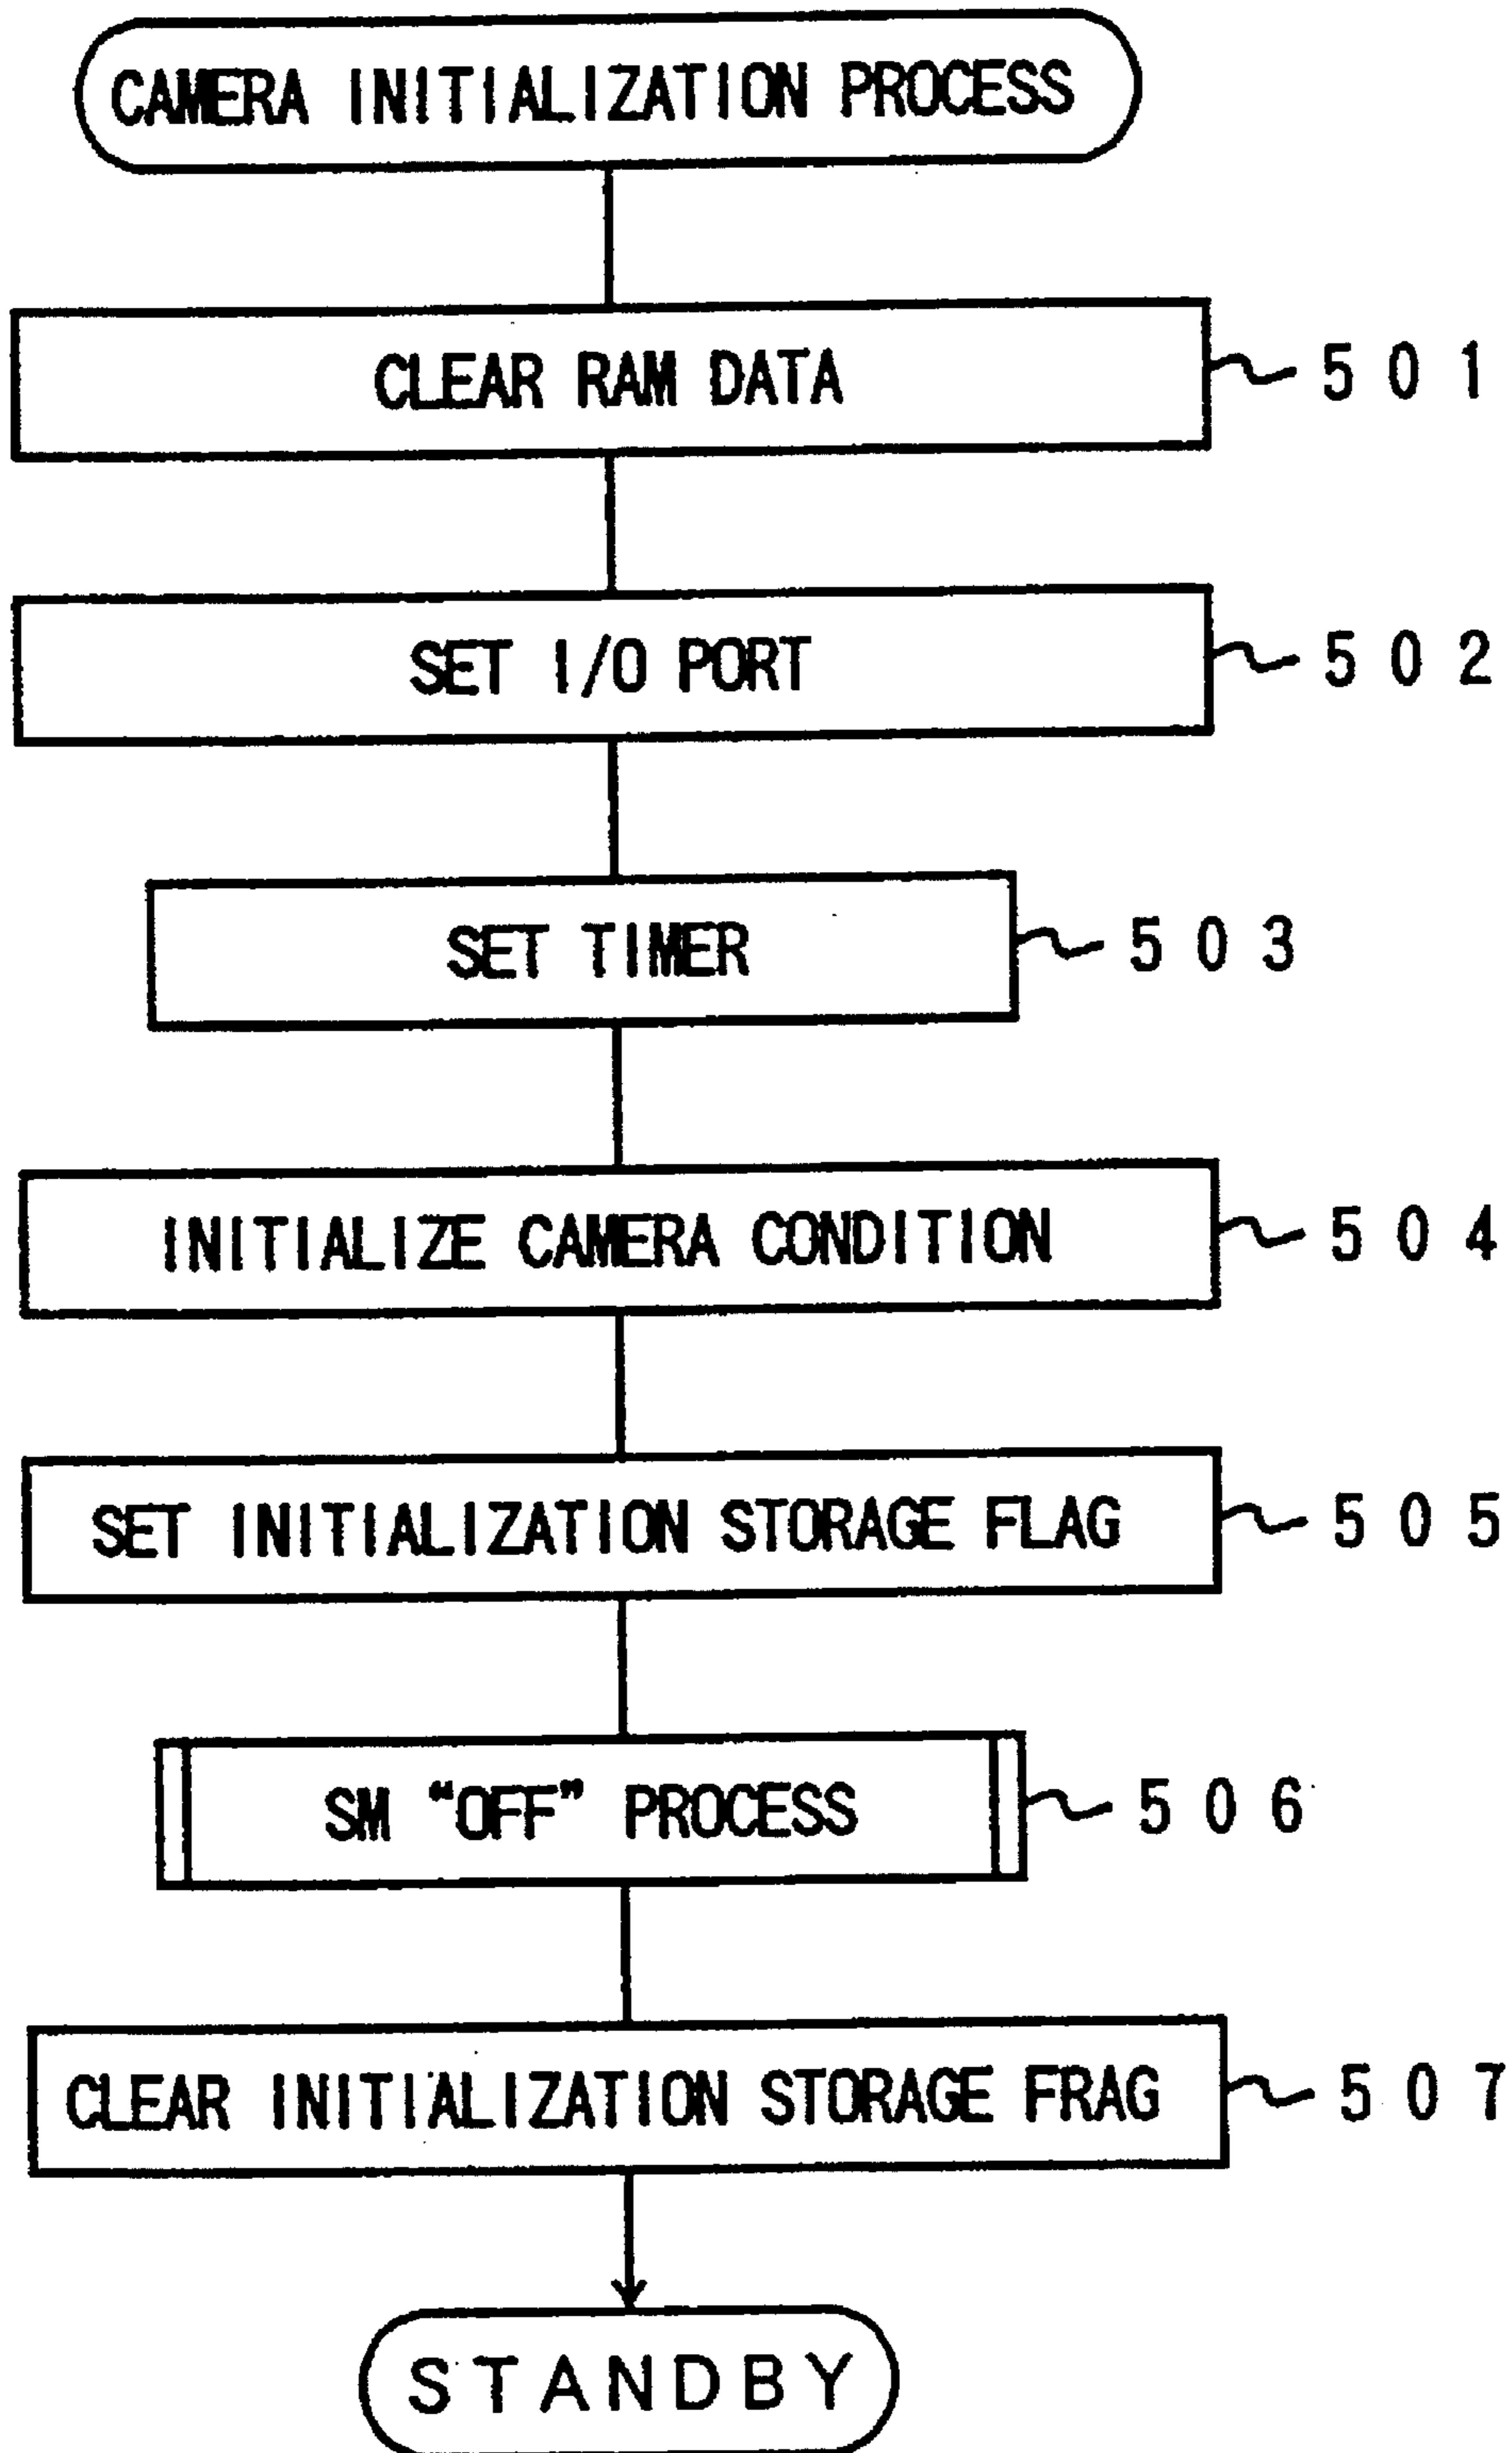 CAMERA INITIALIZATION PROCESS
CLEAR RAM DATA 501
SET I/O PORT 502
SET TIMER 503
INITIALIZE CAMERA CONDITION 504
SET INITIALIZATION STORAGE FLAG 505
SM “OFF” PROCESS 506
CLEAR INITIALIZATION STORAGE FRAG 507
STANDBY